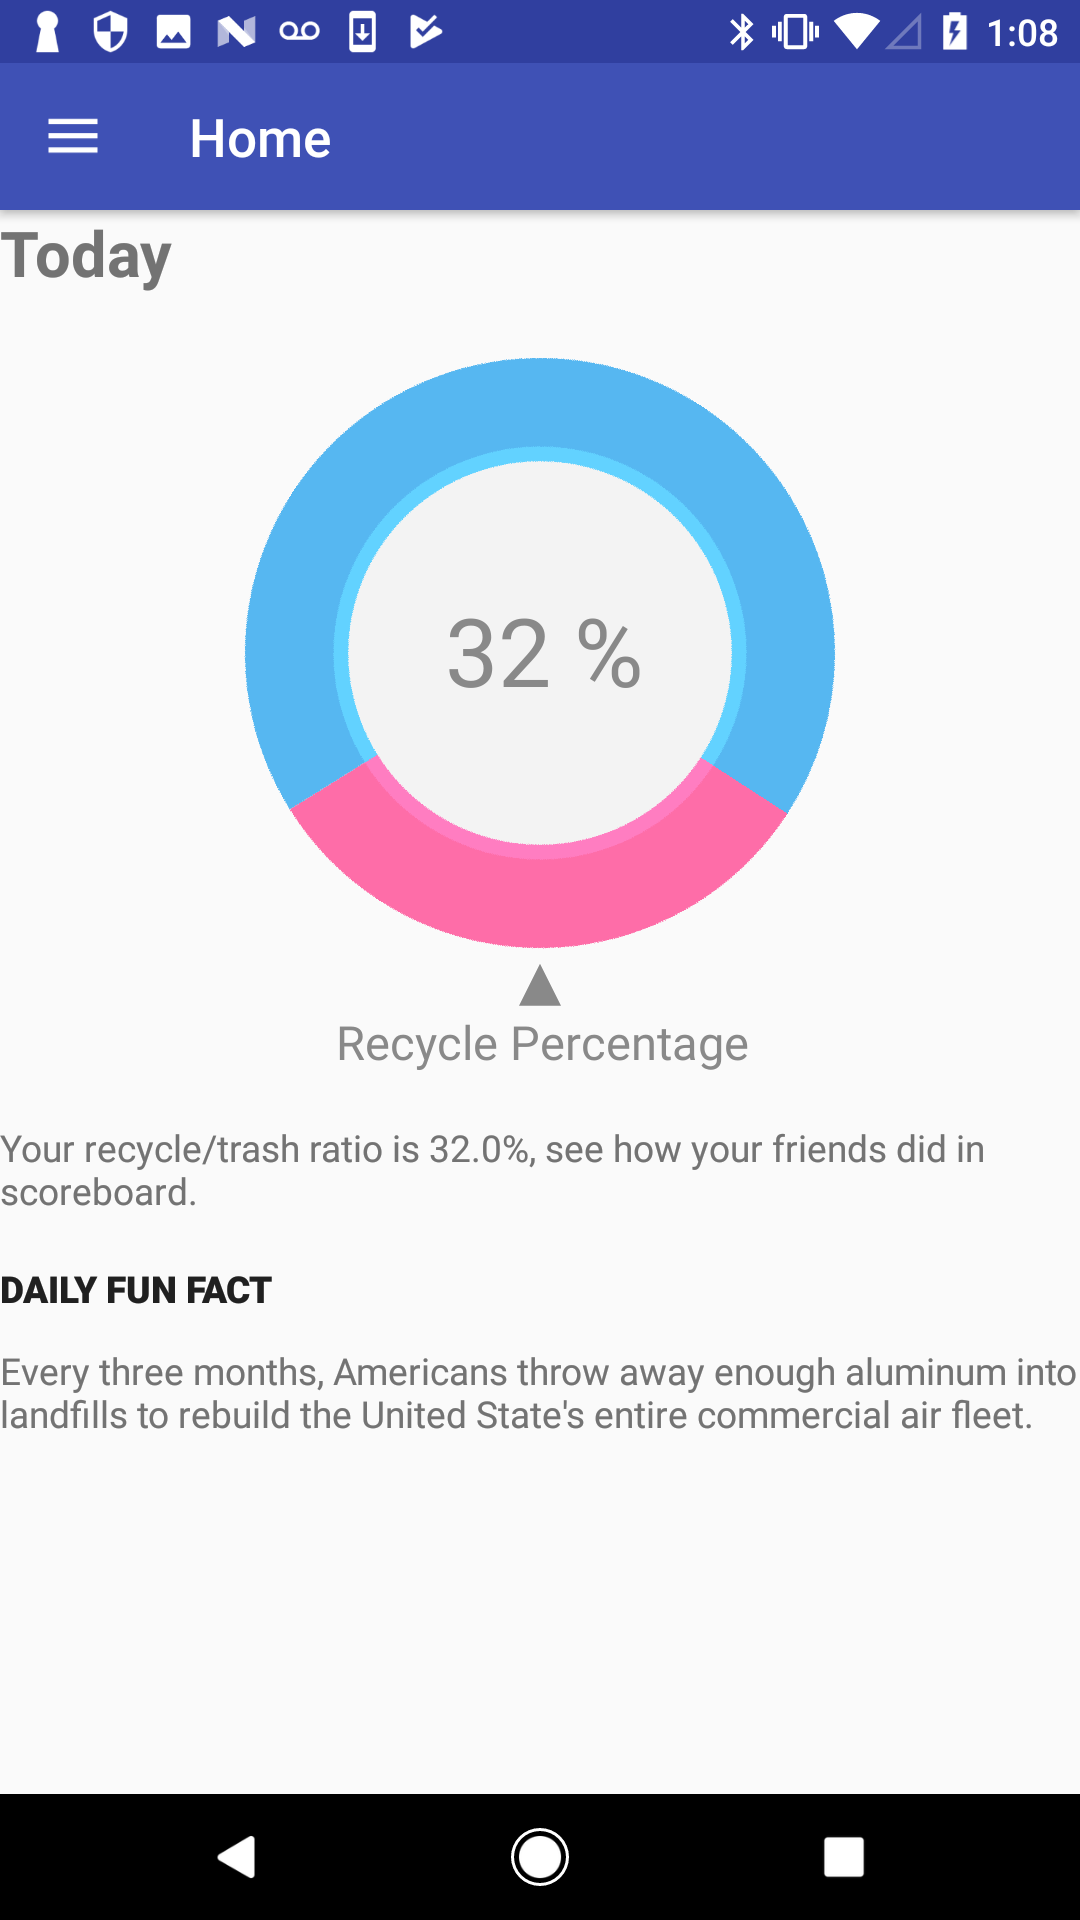 1:08
Home
Today
32 %
Recycle Percentage
Your recycle/trash ratio is 32.0%, see how your friends did in
scoreboard.
DAILY FUN FACT
Every three months, Americans throw away enough aluminum into
landfills to rebuild the United State's entire commercial air fleet.